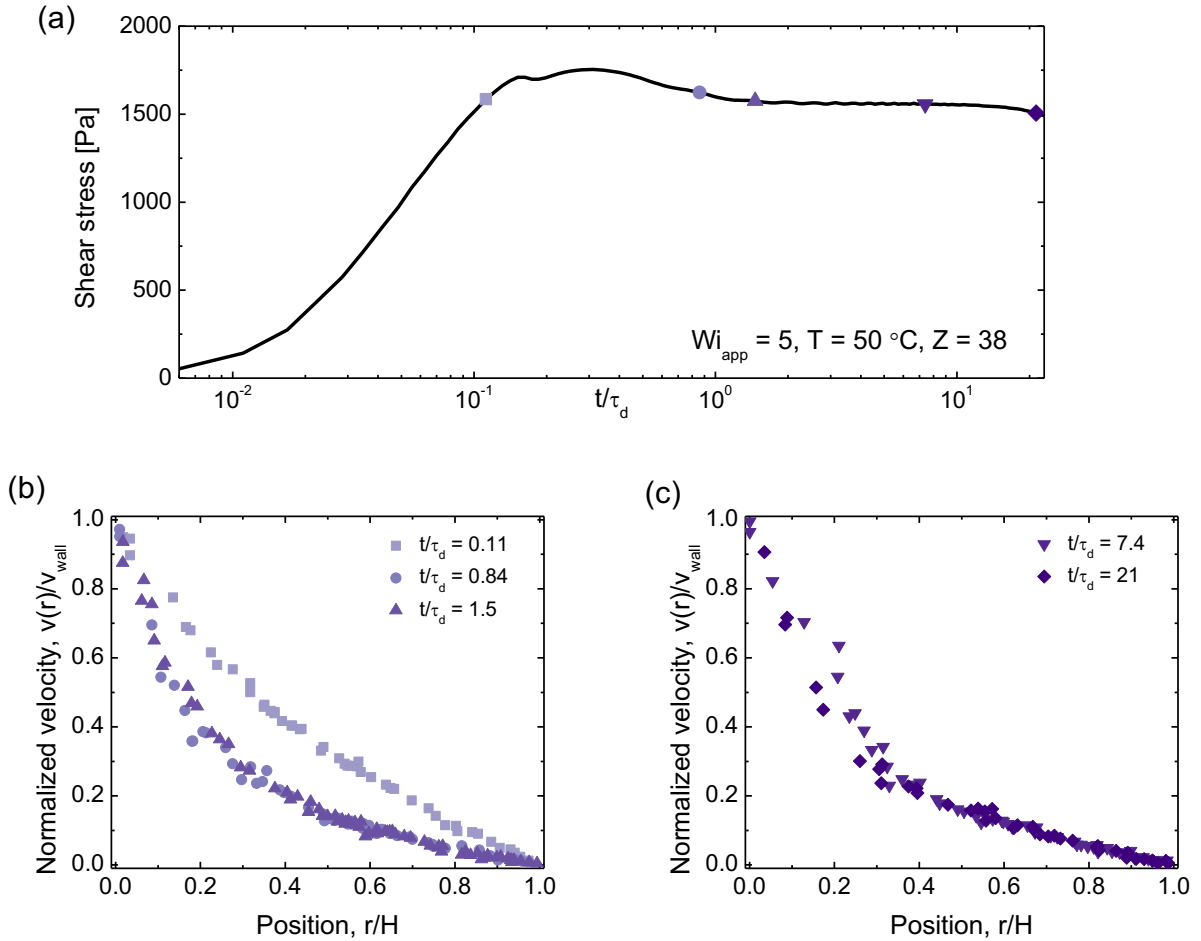 (a)
2000
1500
1000
500
0
Shear stress [Pa]
Wi_app = 5, T = 50 °C, Z = 38
10⁻² 10⁻¹ t/τ_d 10⁰ 10¹
(b)
1.0
0.8
0.6
0.4
0.2
0.0
Normalized velocity, v(r)/v_wall
t/τ_d = 0.11
t/τ_d = 0.84
t/τ_d = 1.5
0.0 0.2 0.4 0.6 0.8 1.0
Position, r/H
(c)
1.0
0.8
0.6
0.4
0.2
0.0
Normalized velocity, v(r)/v_wall
t/τ_d = 7.4
t/τ_d = 21
0.0 0.2 0.4 0.6 0.8 1.0
Position, r/H